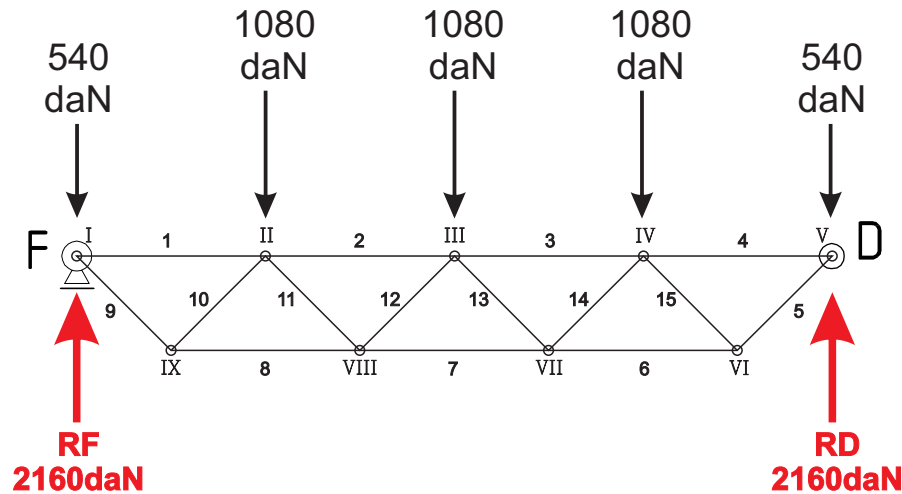 540
daN
1080
daN
1080
daN
1080
daN
540
daN
F
I
1
II
2
III
3
IV
4
V
D
9
10
11
12
13
14
15
5
IX
8
VIII
7
VII
6
VI
RF
2160daN
RD
2160daN